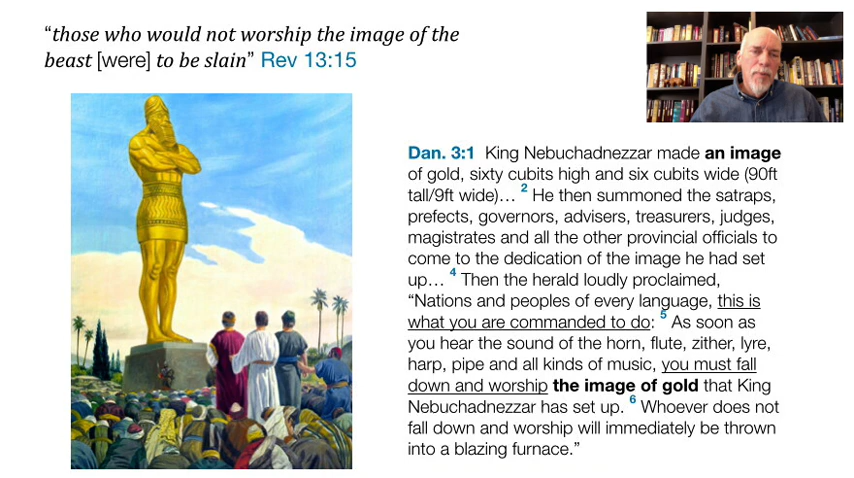 “those who would not worship the image of the
beast [were] to be slain” Rev 13:15
Dan. 3:1 King Nebuchadnezzar made an image
of gold, sixty cubits high and six cubits wide (90ft
tall/9ft wide)… 2 He then summoned the satraps,
prefects, governors, advisers, treasurers, judges,
magistrates and all the other provincial officials to
come to the dedication of the image he had set
up… 4 Then the herald loudly proclaimed,
“Nations and peoples of every language, this is
what you are commanded to do: 5 As soon as
you hear the sound of the horn, flute, zither, lyre,
harp, pipe and all kinds of music, you must fall
down and worship the image of gold that King
Nebuchadnezzar has set up. 6 Whoever does not
fall down and worship will immediately be thrown
into a blazing furnace.”